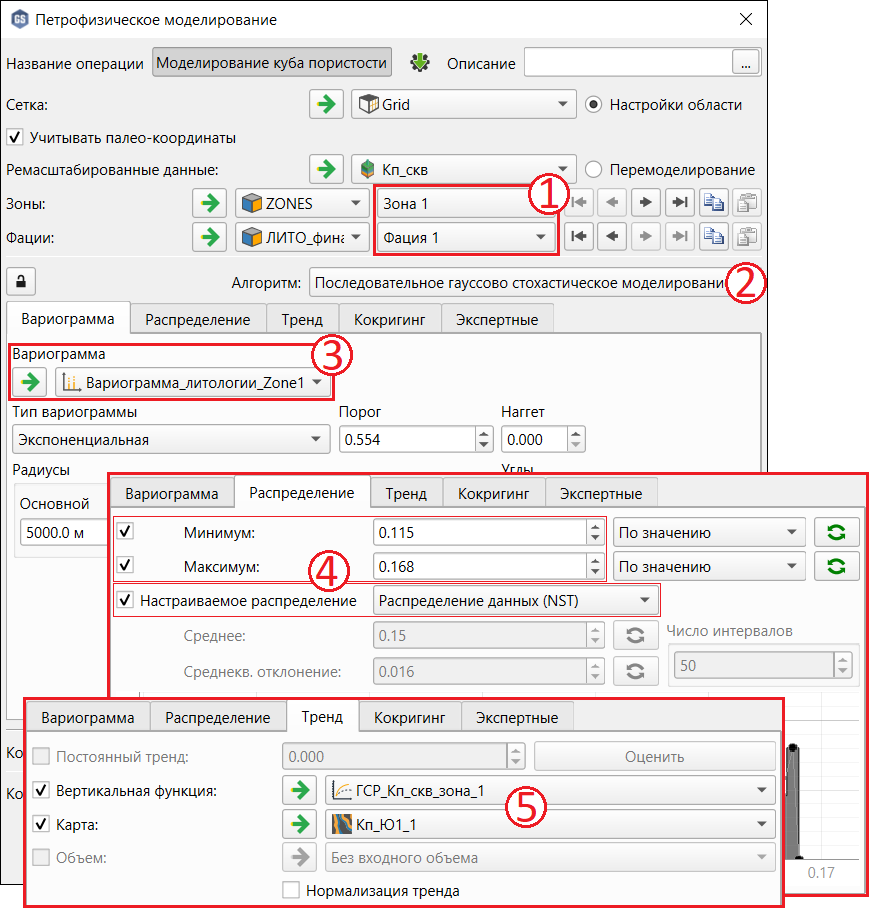 GS Петрофизическое моделирование
Название операции Моделирование куба пористости Описание ...
Сетка: Grid Настройки области
Учитывать палео-координаты
Ремасштабированные данные: Кп_скв Перемоделирование
Зоны: ZONES Зона 1 1
Фации: ЛИТО_фина Фация 1
Алгоритм: Последовательное гауссово стохастическое моделировани 2
Вариограмма Распределение Тренд Кокригинг Экспертные
Вариограмма 3
Вариограмма_литологии_Zone1
Тип вариограммы Порог Наггет
Экспоненциальная 0.554 0.000
Радиусы Углы
Основной
5000.0 м
Вариограмма Распределение Тренд Кокригинг Экспертные
Минимум: 0.115 По значению
Максимум: 0.168 По значению
4
Настраиваемое распределение Распределение данных (NST)
Среднее: 0.15 Число интервалов
Среднекв. отклонение: 0.016 50
Вариограмма Распределение Тренд Кокригинг Экспертные
Ко
Постоянный тренд: 0.000 Оценить
Ко
Вертикальная функция: ГСР_Кп_скв_зона_1 5
Карта: Кп_Ю1_1
Объем: Без входного объема
0.17
Нормализация тренда